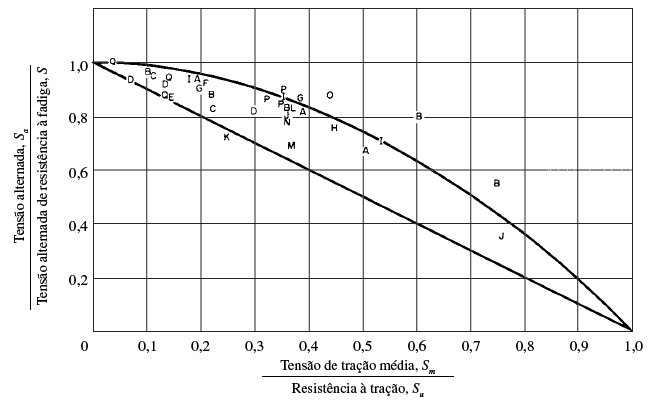 Tensão alternada, Sₐ
Tensão alternada de resistência à fadiga, S
1,0
0,8
0,6
0,4
0,2
B C D I A F
G B
C D
P J G O
P
B L A
N
K M H
A I
B
B
J
0 0,1 0,2 0,3 0,4 0,5 0,6 0,7 0,8 0,9 1,0
Tensão de tração média, Sₘ
Resistência à tração, Sᵤ